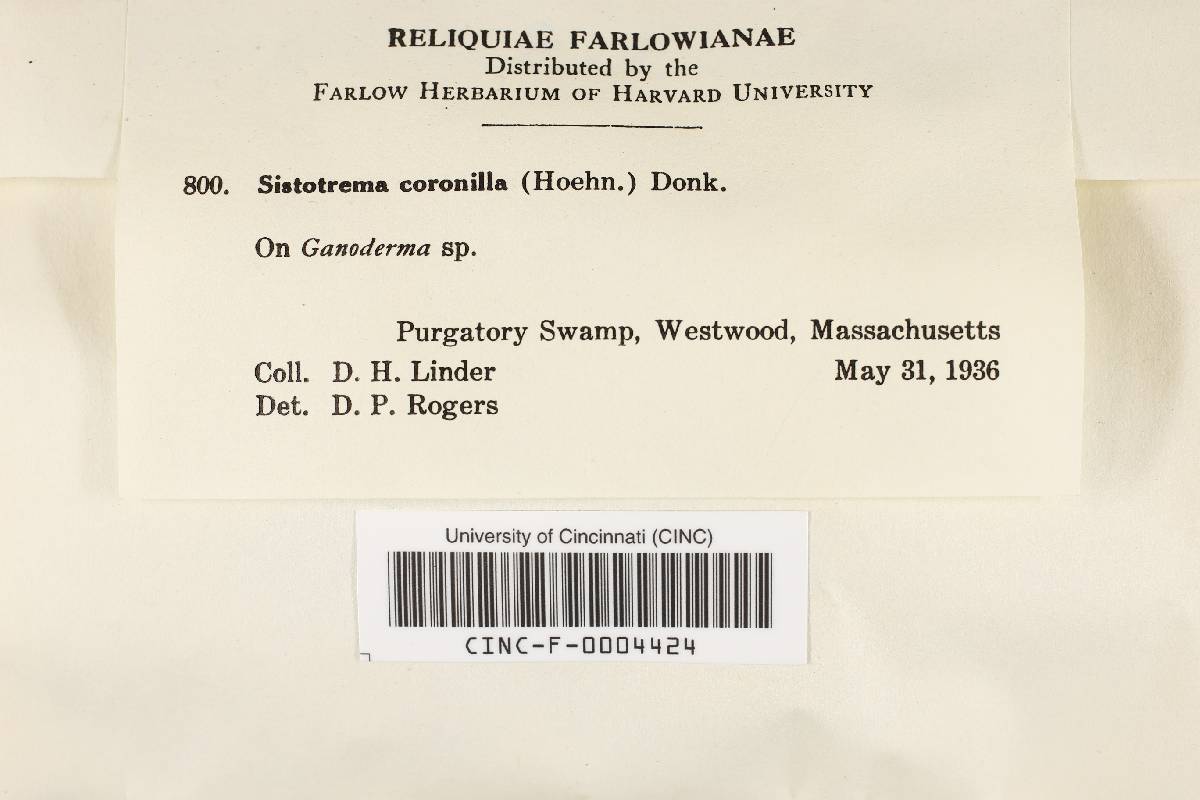 RELIQUIAE FARLOWIANAE
Distributed by the
FARLOW HERBARIUM OF HARVARD UNIVERSITY
800. Sistotrema coronilla (Hoehn.) Donk.
On Ganoderma sp.
Purgatory Swamp, Westwood, Massachusetts
Coll. D. H. Linder May 31, 1936
Det. D. P. Rogers
University of Cincinnati (CINC)
CINC-F-0004424